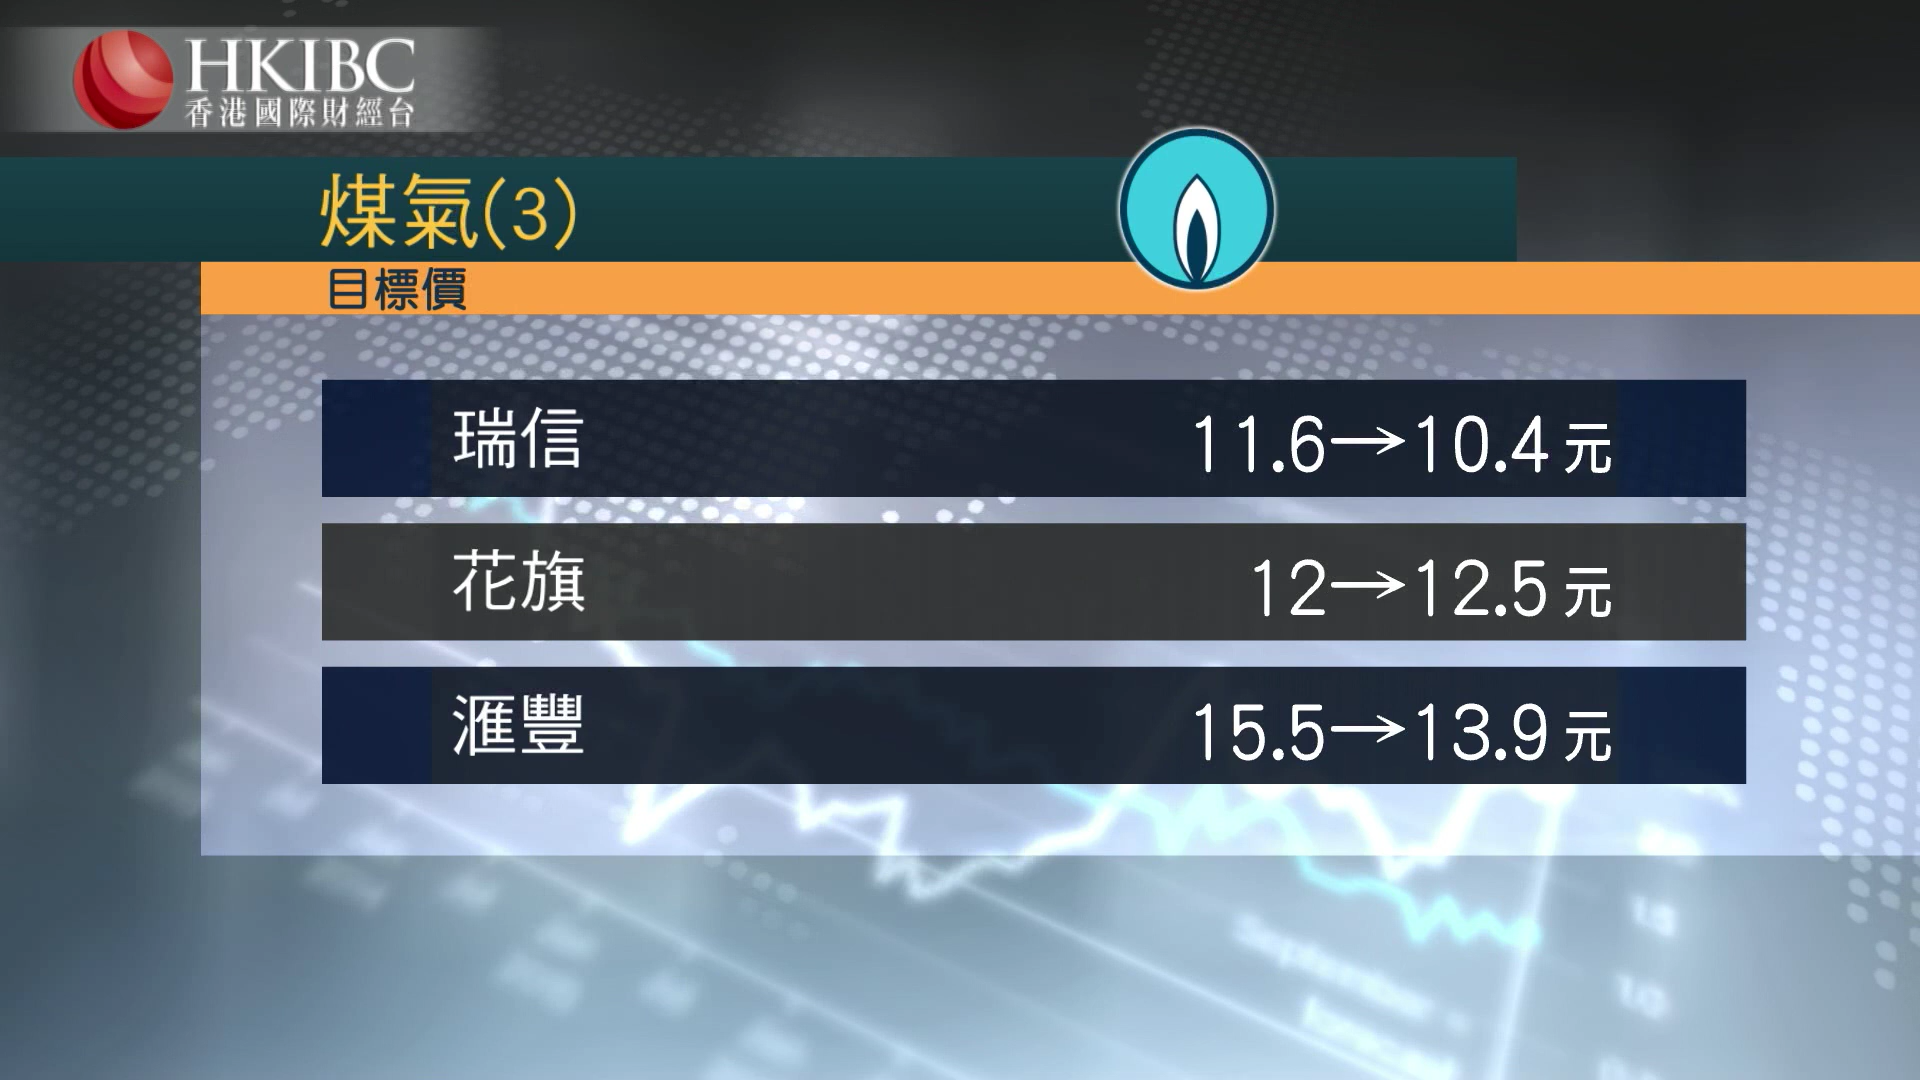 HKIBC
香港國際財經台
煤氣(3)
目標價
瑞信 11.6→10.4元
花旗 12→12.5元
滙豐 15.5→13.9元
September -